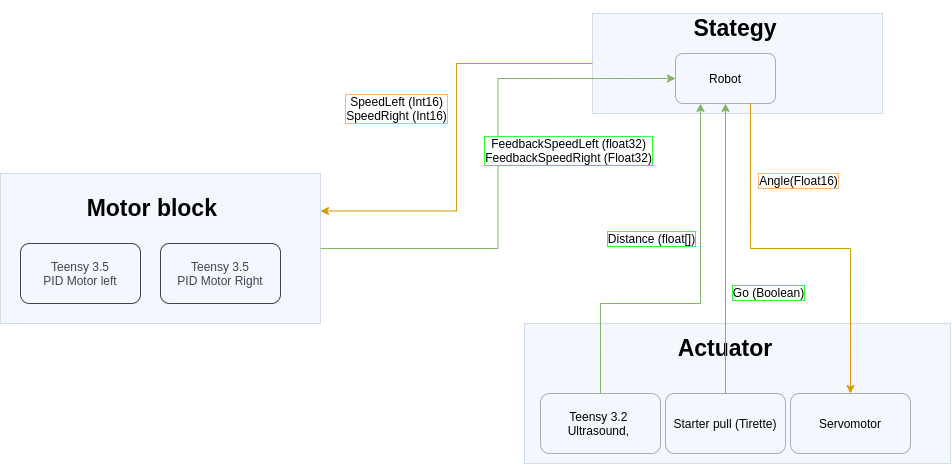 Stategy
Robot
SpeedLeft (Int16)
SpeedRight (Int16)
FeedbackSpeedLeft (float32)
FeedbackSpeedRight (Float32)
Angle(Float16)
Motor block
Teensy 3.5
PID Motor left
Teensy 3.5
PID Motor Right
Distance (float[])
Go (Boolean)
Actuator
Teensy 3.2
Ultrasound,
Starter pull (Tirette)
Servomotor